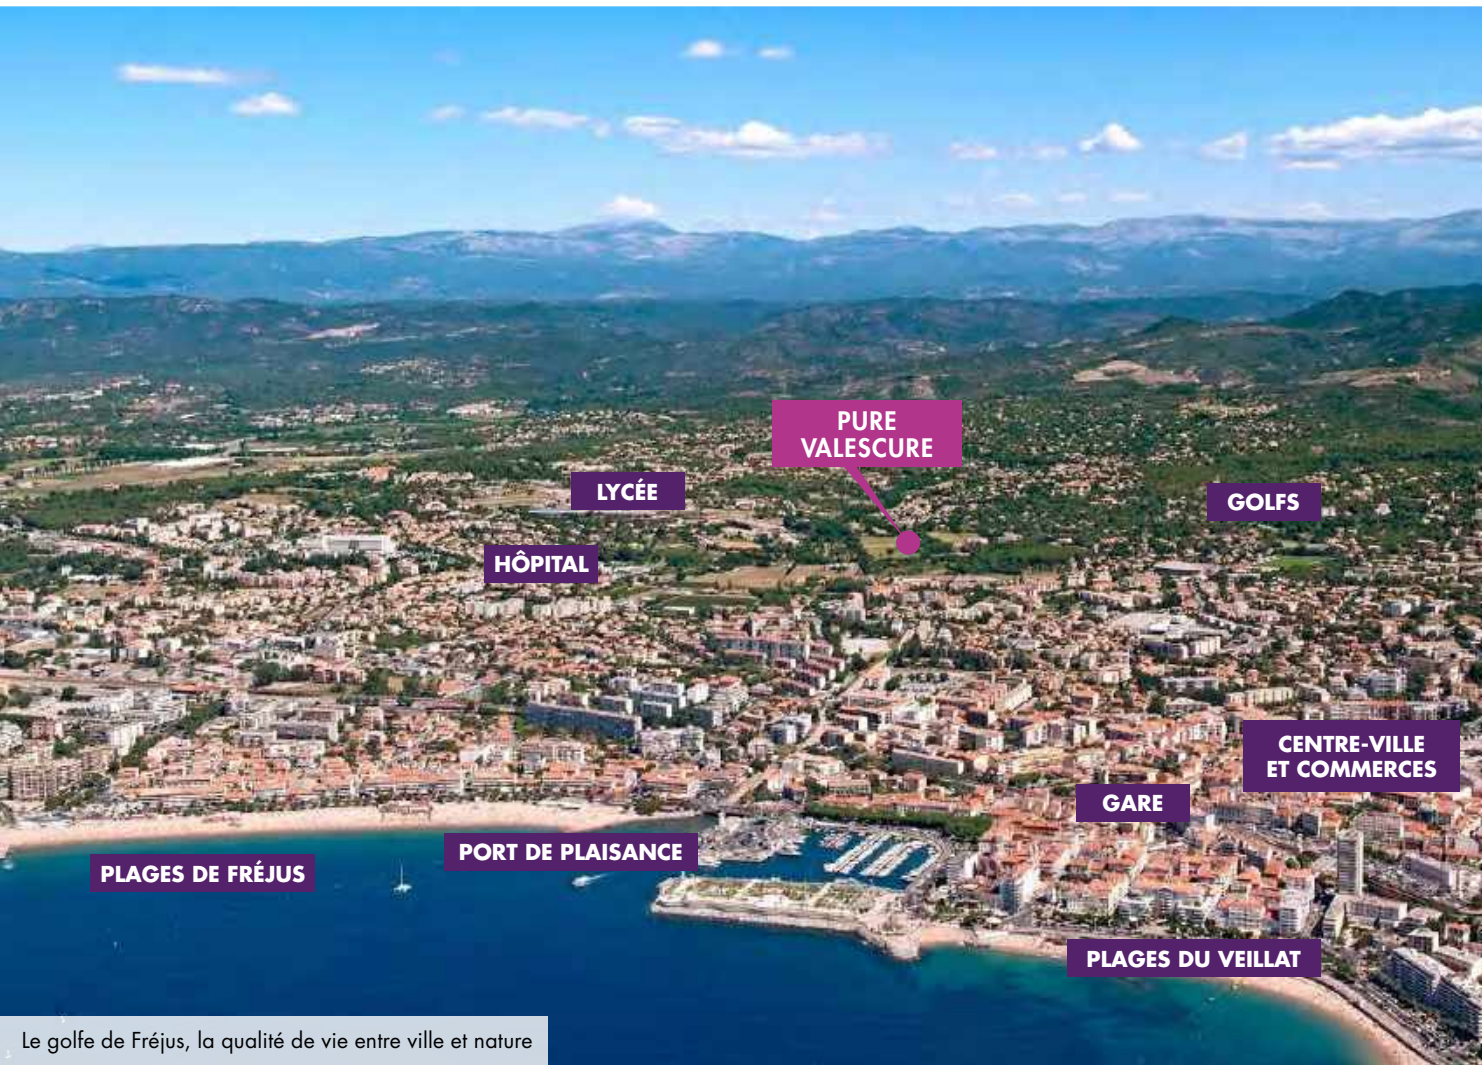 PURE
VALESCURE
LYCÉE
GOLFS
HÔPITAL
CENTRE-VILLE
ET COMMERCES
GARE
PORT DE PLAISANCE
PLAGES DE FRÉJUS
PLAGES DU VEILLAT
Le golfe de Fréjus, la qualité de vie entre ville et nature